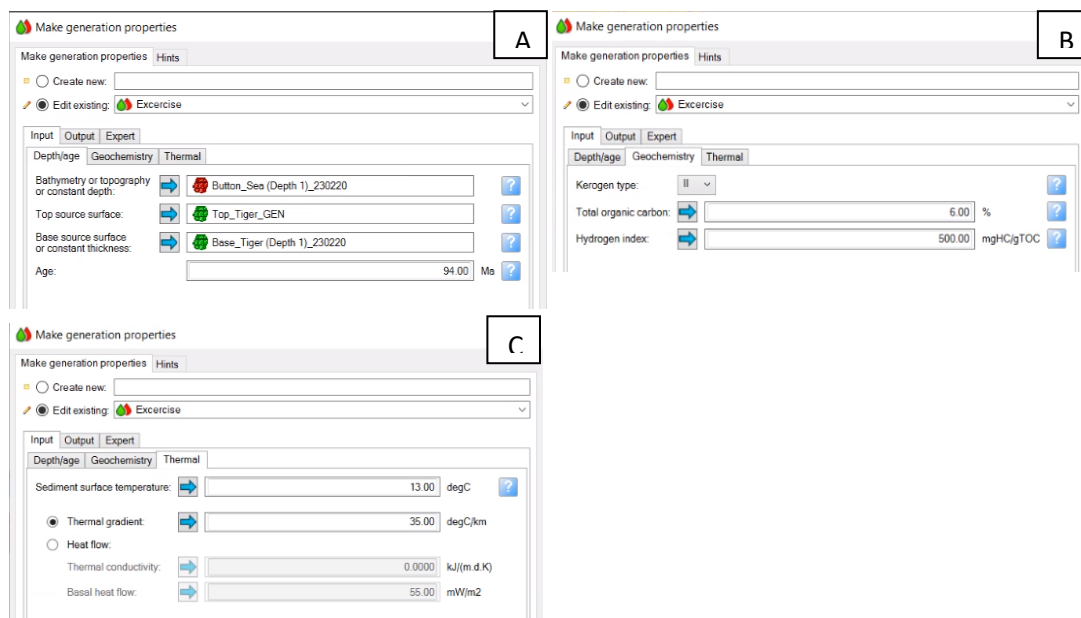 Make generation properties
A
Make generation properties Hints
Create new:
Edit existing: Excercise
Input Output Expert
Depth/age Geochemistry Thermal
Bathymetry or topography
or constant depth: Button_Sea (Depth 1)_230220 ?
Top source surface: Top_Tiger_GEN ?
Base source surface
or constant thickness: Base_Tiger (Depth 1)_230220 ?
Age: 94.00 Ma ?
Make generation properties
B
Make generation properties Hints
Create new:
Edit existing: Excercise
Input Output Expert
Depth/age Geochemistry Thermal
Kerogen type: II ?
Total organic carbon: 6.00 % ?
Hydrogen index: 500.00 mgHC/gTOC ?
Make generation properties
C
Make generation properties Hints
Create new:
Edit existing: Excercise
Input Output Expert
Depth/age Geochemistry Thermal
Sediment surface temperature: 13.00 degC ?
Thermal gradient: 35.00 degC/km
Heat flow:
Thermal conductivity: 0.0000 kJ/(m.d.K)
Basal heat flow: 55.00 mW/m2